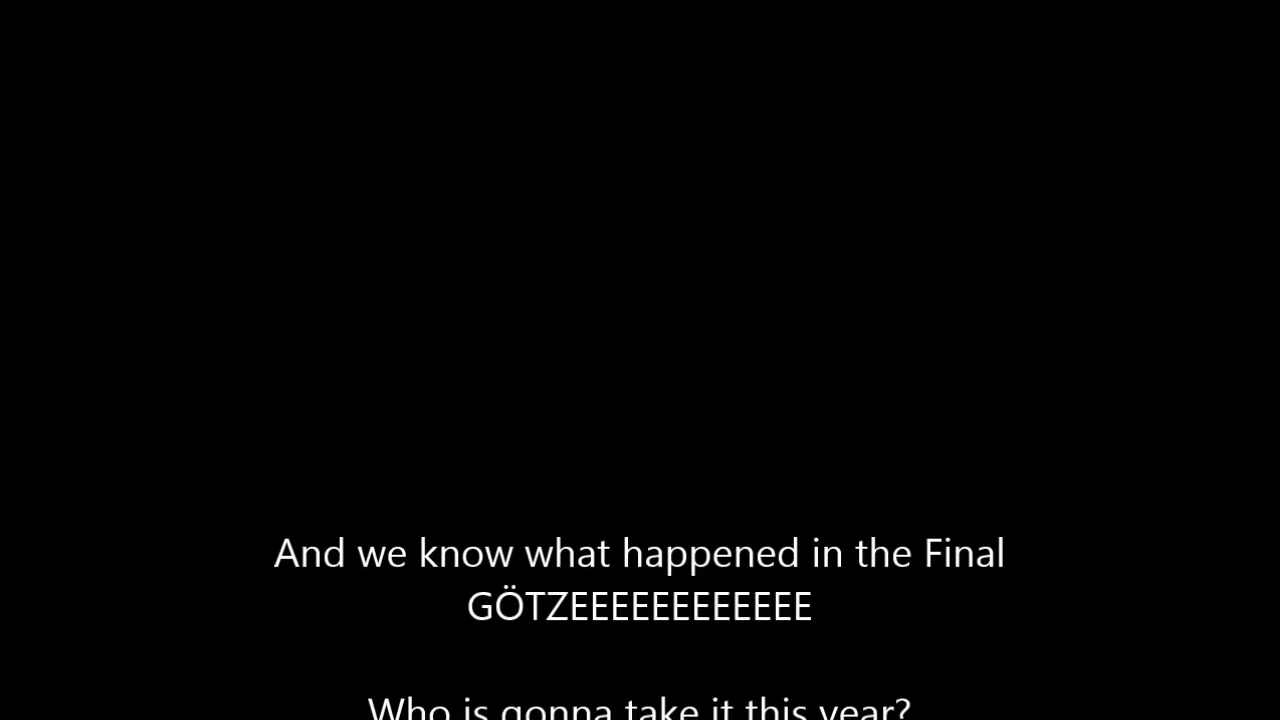 And we know what happened in the Final
GÖTZEEEEEEEEEEEE
Who is gonna take it this year?